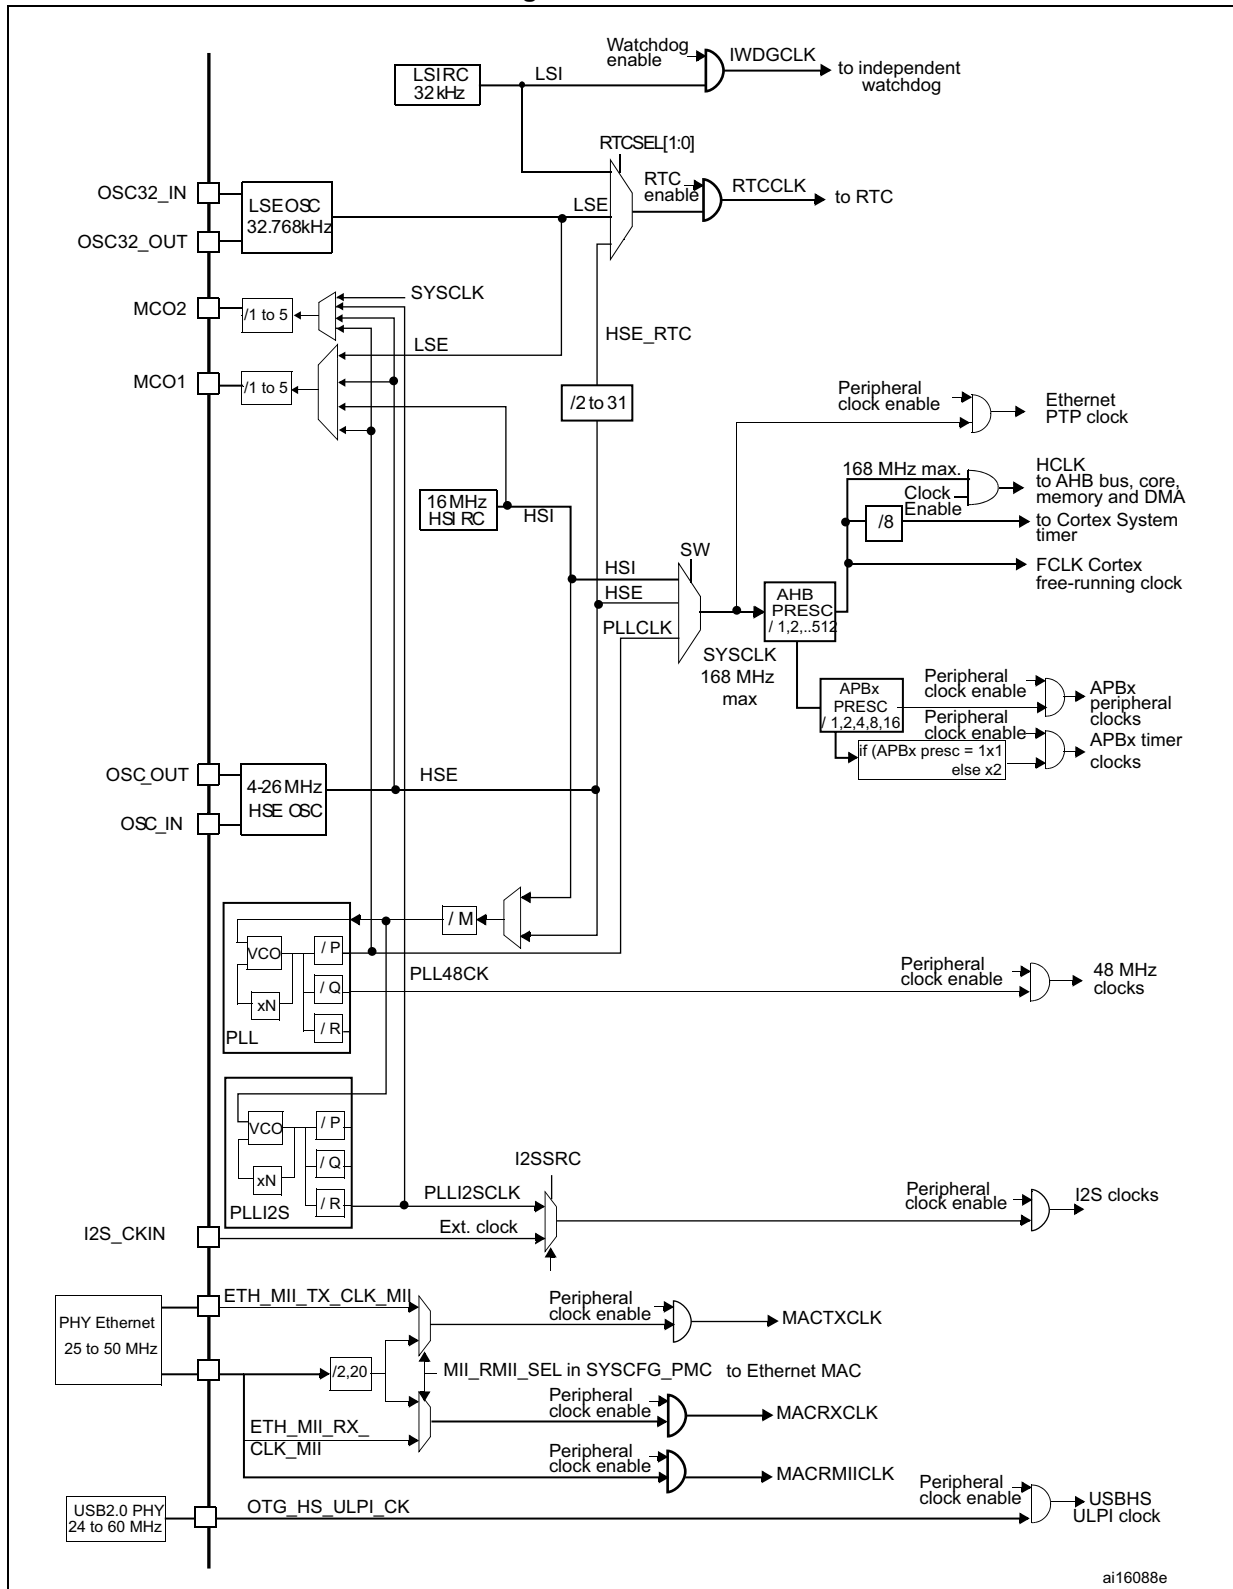 Watchdog
enable
IWDGCLK
to independent
watchdog
LSI RC
32 kHz
LSI
RTCSEL[1:0]
OSC32_IN
LSE OSC
32.768 kHz
LSE
RTC
enable
RTCCLK
to RTC
OSC32_OUT
MCO2
/1 to 5
SYSCLK
LSE
HSE_RTC
MCO1
/1 to 5
/2 to 31
Peripheral
clock enable
Ethernet
PTP clock
168 MHz max.
HCLK
to AHB bus, core,
memory and DMA
Clock
Enable
/8
to Cortex System
timer
16 MHz
HSI RC
HSI
SW
HSI
HSE
PLLCLK
FCLK Cortex
free-running clock
AHB
PRESC
/ 1,2,..512
SYSCLK
168 MHz
max
APBx
PRESC
/ 1,2,4,8,16
Peripheral
clock enable
APBx
peripheral
clocks
Peripheral
clock enable
if (APBx presc = 1x1
else x2
APBx timer
clocks
OSC_OUT
4-26 MHz
HSE OSC
HSE
OSC_IN
/ M
VCO
/ P
PLL48CK
/ Q
xN
/ R
PLL
Peripheral
clock enable
48 MHz
clocks
VCO
/ P
/ Q
xN
/ R
PLLI2S
I2SSRC
PLLI2SCLK
Peripheral
clock enable
I2S clocks
I2S_CKIN
Ext. clock
PHY Ethernet
25 to 50 MHz
ETH_MII_TX_CLK_MII
Peripheral
clock enable
MACTXCLK
/2,20
MII_RMII_SEL in SYSCFG_PMC
to Ethernet MAC
ETH_MII_RX_
CLK_MII
Peripheral
clock enable
MACRXCLK
Peripheral
clock enable
MACRMIICLK
USB2.0 PHY
24 to 60 MHz
OTG_HS_ULPI_CK
Peripheral
clock enable
USBHS
ULPI clock
ai16088e